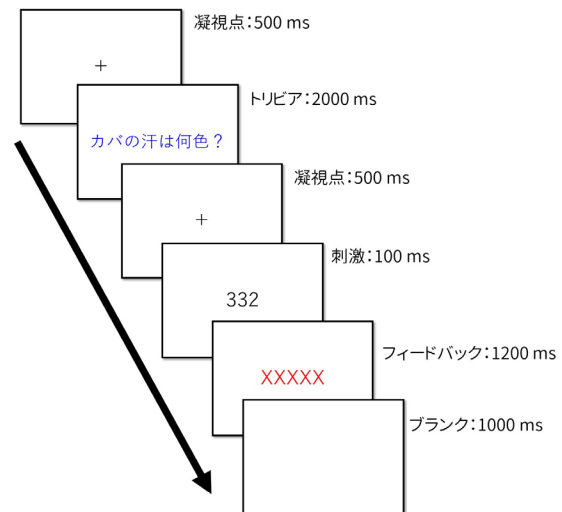 凝視点：500 ms
+
トリビア：2000 ms
カバの汗は何色？
凝視点：500 ms
+
刺激：100 ms
332
フィードバック：1200 ms
XXXXX
ブランク：1000 ms